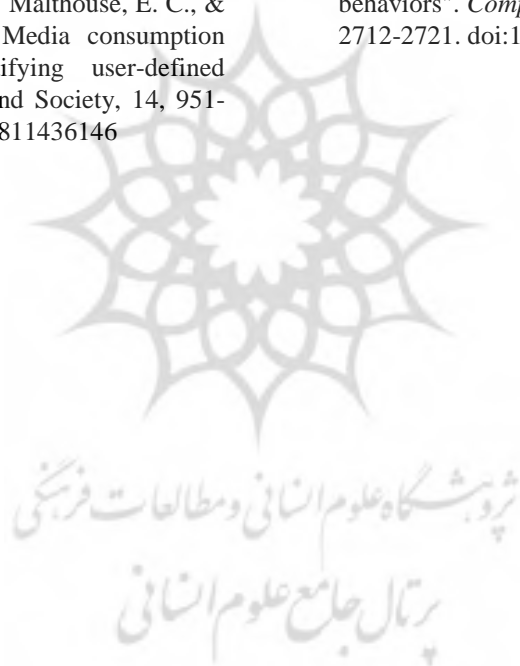 Malthouse, E. C., &
Media consumption
ifying user-defined
nd Society, 14, 951-
811436146
behaviors". Comp
2712-2721. doi:1
پژوهشگاه علوم انسانی و مطالعات فرهنگی
پرتال جامع علوم انسانی